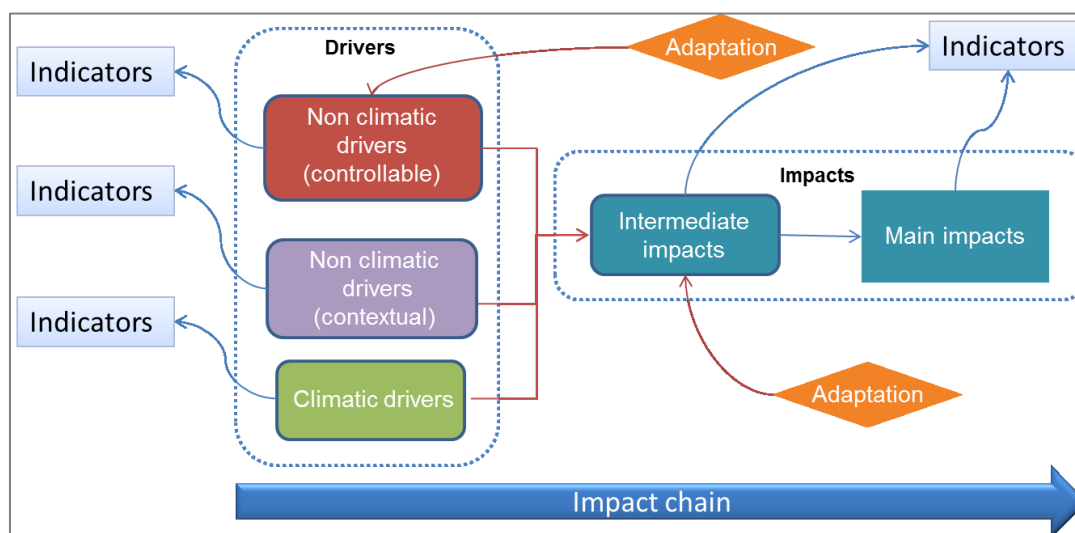 Drivers
Adaptation
Indicators
Indicators
Non climatic
drivers
(controllable)
Impacts
Indicators
Intermediate
impacts
Main impacts
Non climatic
drivers
(contextual)
Indicators
Climatic drivers
Adaptation
Impact chain